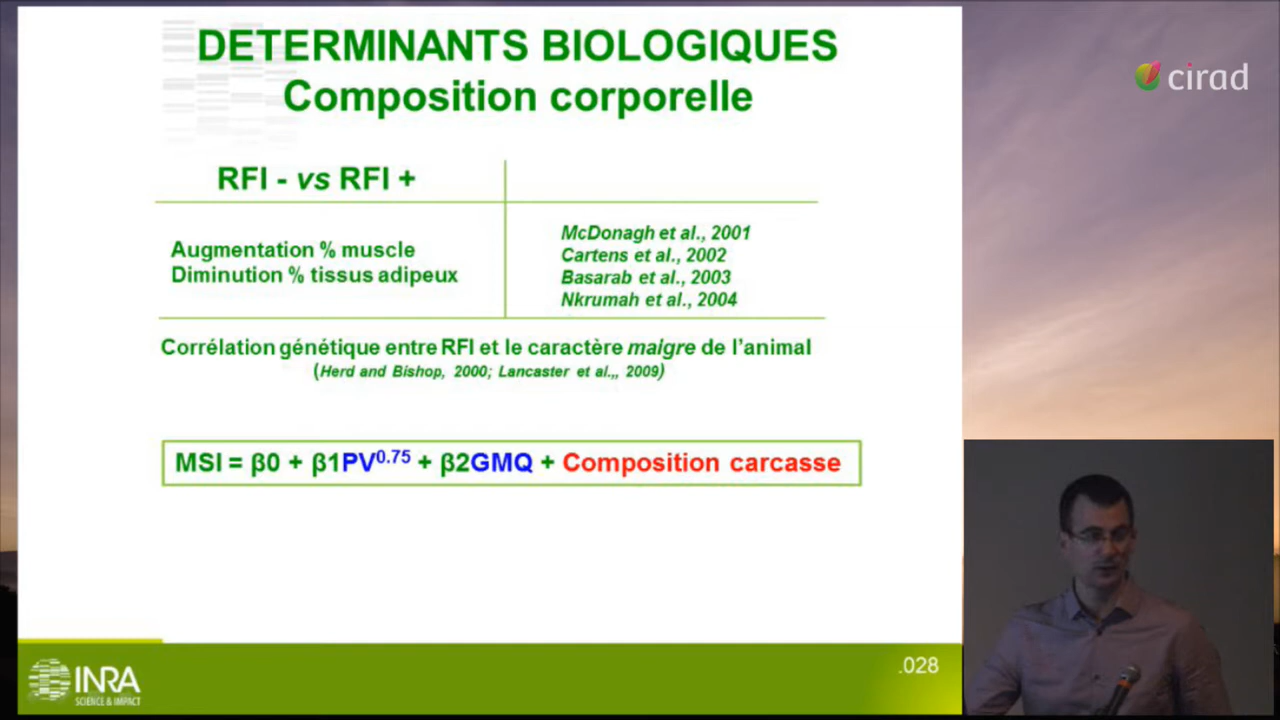 DETERMINANTS BIOLOGIQUES
Composition corporelle
RFI - vs RFI +
Augmentation % muscle
Diminution % tissus adipeux
McDonagh et al., 2001
Cartens et al., 2002
Basarab et al., 2003
Nkrumah et al., 2004
Corrélation génétique entre RFI et le caractère maigre de l'animal
(Herd and Bishop, 2000; Lancaster et al.,, 2009)
MSI = β0 + β1PV0.75 + β2GMQ + Composition carcasse
INRA
SCIENCE & IMPACT
.028
cirad